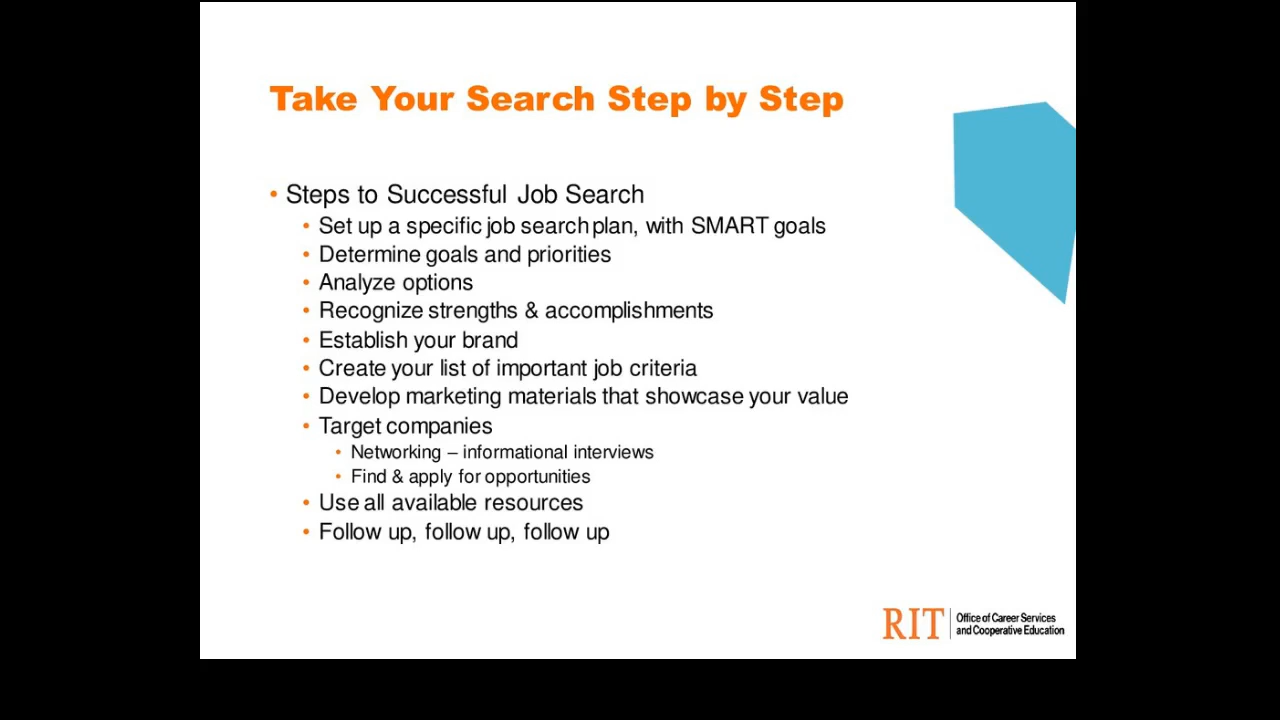 Take Your Search Step by Step
• Steps to Successful Job Search
• Set up a specific job search plan, with SMART goals
• Determine goals and priorities
• Analyze options
• Recognize strengths & accomplishments
• Establish your brand
• Create your list of important job criteria
• Develop marketing materials that showcase your value
• Target companies
• Networking – informational interviews
• Find & apply for opportunities
• Use all available resources
• Follow up, follow up, follow up
RIT
Office of Career Services
and Cooperative Education